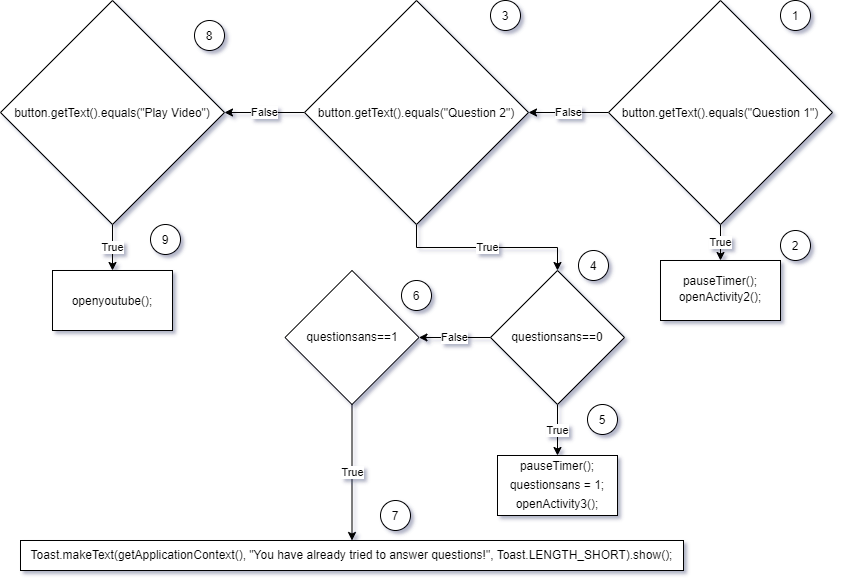 8
3
1
button.getText().equals("Play Video")
False
button.getText().equals("Question 2")
False
button.getText().equals("Question 1")
True
9
True
True
2
4
openyoutube();
pauseTimer();
openActivity2();
6
questionsans==1
False
questionsans==0
5
True
pauseTimer();
questionsans = 1;
openActivity3();
True
7
Toast.makeText(getApplicationContext(), "You have already tried to answer questions!", Toast.LENGTH_SHORT).show();